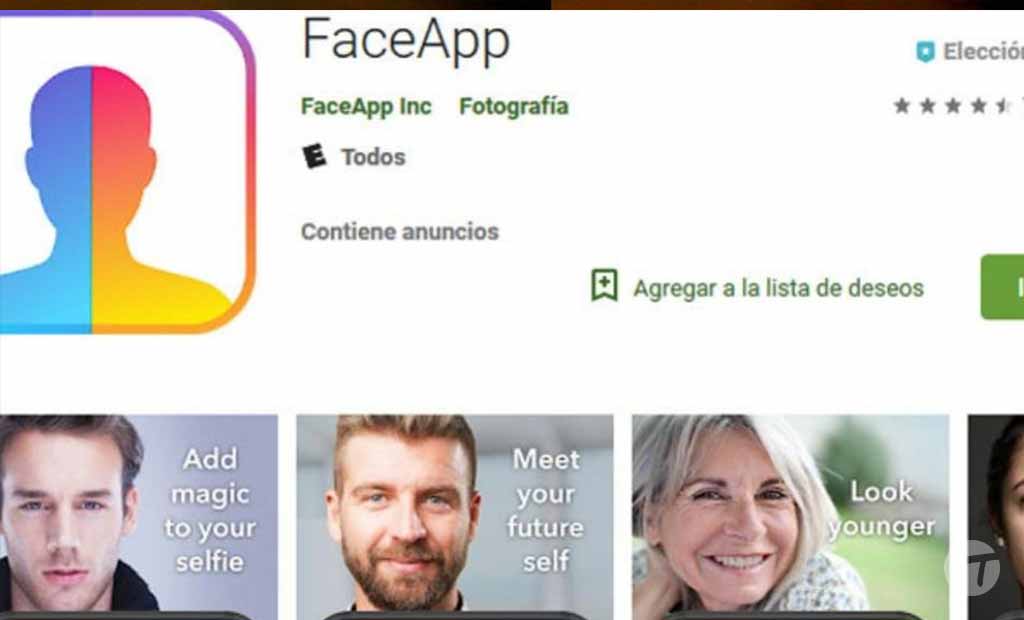 FaceApp
Elección
FaceApp Inc Fotografía
E Todos
Contiene anuncios
Agregar a la lista de deseos
Add
magic
to your
selfie
Meet
your
future
self
Look
younger